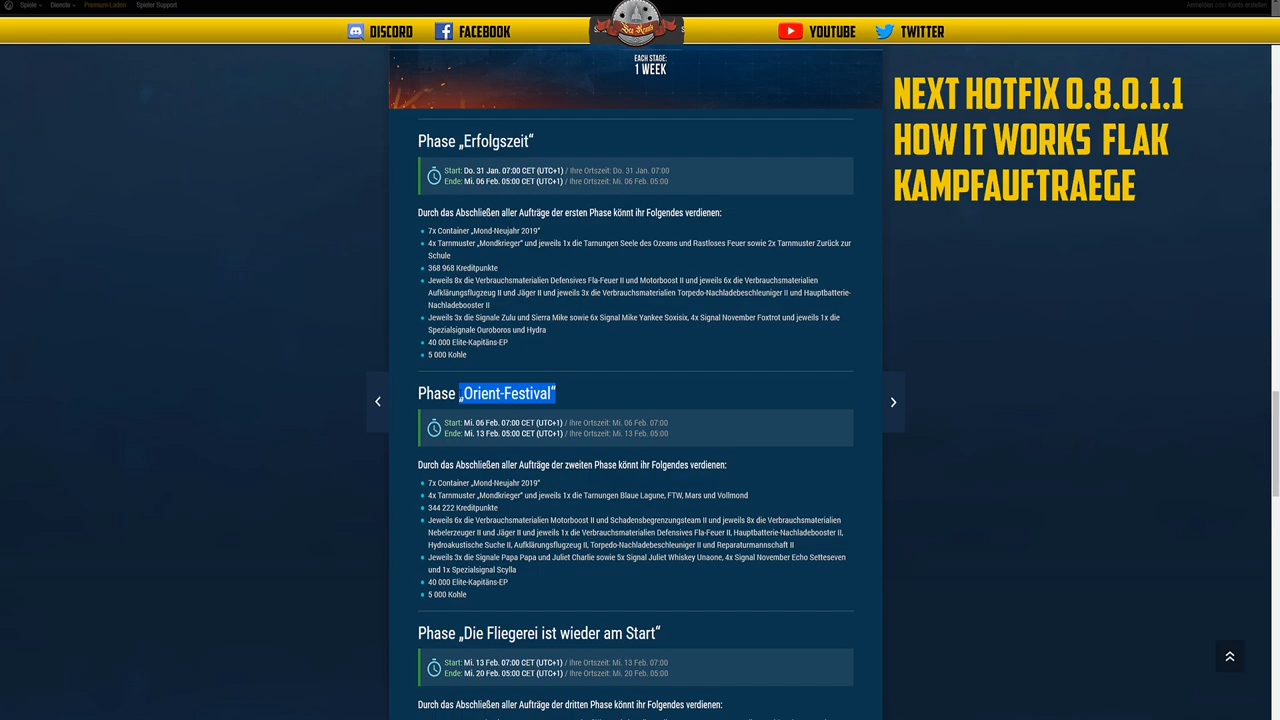 Spiele Dienste Premium-Laden Spieler Support Anmelden oder Konto erstellen
DISCORD FACEBOOK YOUTUBE TWITTER
EACH STAGE:
1 WEEK
NEXT HOTFIX 0.8.0.1.1
HOW IT WORKS FLAK
KAMPFAUFTRAEGE
Phase „Erfolgszeit“
Start: Do. 31 Jan. 07:00 CET (UTC+1) / Ihre Ortszeit: Do. 31 Jan. 07:00
Ende: Mi. 06 Feb. 05:00 CET (UTC+1) / Ihre Ortszeit: Mi. 06 Feb. 05:00
Durch das Abschließen aller Aufträge der ersten Phase könnt ihr Folgendes verdienen:
7x Container „Mond-Neujahr 2019“
4x Tarnmuster „Mondkrieger“ und jeweils 1x die Tarnungen Seele des Ozeans und Rastloses Feuer sowie 2x Tarnmuster Zurück zur
Schule
368 968 Kreditpunkte
Jeweils 8x die Verbrauchsmaterialien Defensives Fla-Feuer II und Motorboost II und jeweils 6x die Verbrauchsmaterialien
Aufklärungsflugzeug II und Jäger II und jeweils 3x die Verbrauchsmaterialien Torpedo-Nachladebeschleuniger II und Hauptbatterie-
Nachladebooster II
Jeweils 3x die Signale Zulu und Sierra Mike sowie 6x Signal Mike Yankee Soxisix, 4x Signal November Foxtrot und jeweils 1x die
Spezialsignale Ouroboros und Hydra
40 000 Elite-Kapitäns-EP
5 000 Kohle
Phase „Orient-Festival“
Start: Mi. 06 Feb. 07:00 CET (UTC+1) / Ihre Ortszeit: Mi. 06 Feb. 07:00
Ende: Mi. 13 Feb. 05:00 CET (UTC+1) / Ihre Ortszeit: Mi. 13 Feb. 05:00
Durch das Abschließen aller Aufträge der zweiten Phase könnt ihr Folgendes verdienen:
7x Container „Mond-Neujahr 2019“
4x Tarnmuster „Mondkrieger“ und jeweils 1x die Tarnungen Blaue Lagune, FTW, Mars und Vollmond
344 222 Kreditpunkte
Jeweils 6x die Verbrauchsmaterialien Motorboost II und Schadensbegrenzungsteam II und jeweils 8x die Verbrauchsmaterialien
Nebelerzeuger II und Jäger II und jeweils 1x die Verbrauchsmaterialien Defensives Fla-Feuer II, Hauptbatterie-Nachladebooster II,
Hydroakustische Suche II, Aufklärungsflugzeug II, Torpedo-Nachladebeschleuniger II und Reparaturmannschaft II
Jeweils 3x die Signale Papa Papa und Juliet Charlie sowie 5x Signal Juliet Whiskey Unaone, 4x Signal November Echo Setteseven
und 1x Spezialsignal Scylla
40 000 Elite-Kapitäns-EP
5 000 Kohle
Phase „Die Fliegerei ist wieder am Start“
Start: Mi. 13 Feb. 07:00 CET (UTC+1) / Ihre Ortszeit: Mi. 13 Feb. 07:00
Ende: Mi. 20 Feb. 05:00 CET (UTC+1) / Ihre Ortszeit: Mi. 20 Feb. 05:00
Durch das Abschließen aller Aufträge der dritten Phase könnt ihr Folgendes verdienen: